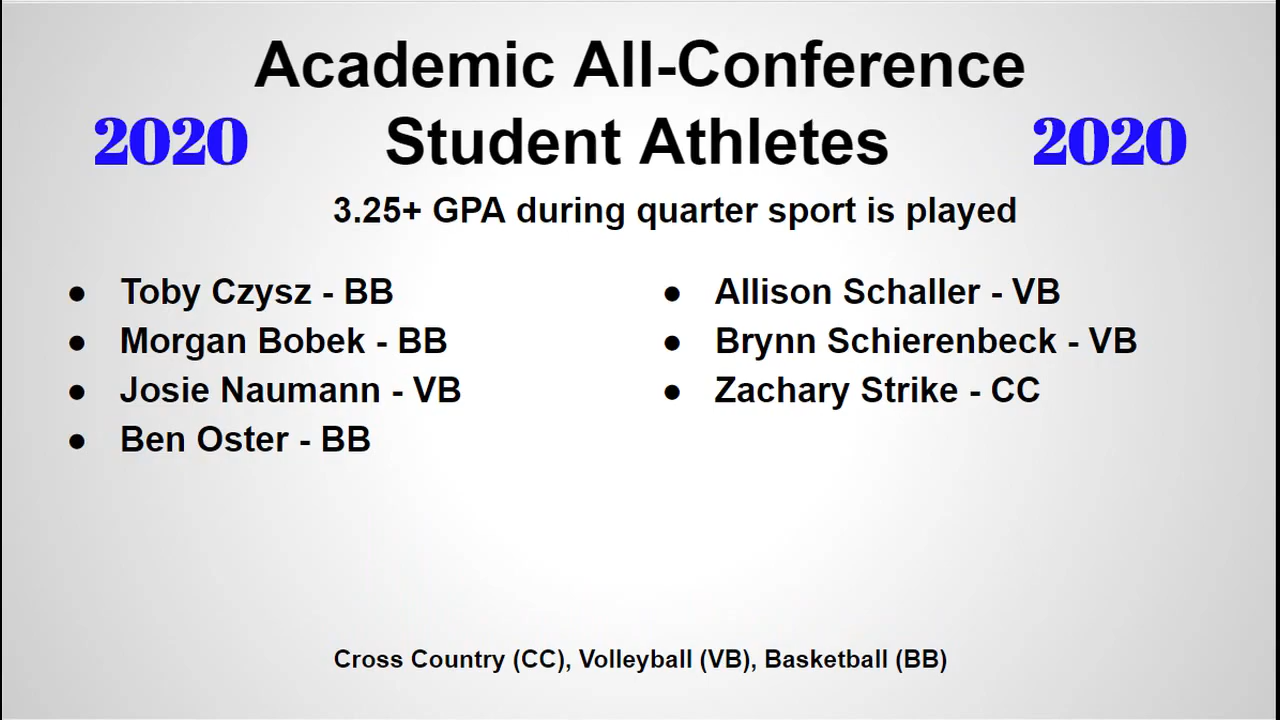 Academic All-Conference
2020 Student Athletes 2020
3.25+ GPA during quarter sport is played
● Toby Czysz - BB
● Morgan Bobek - BB
● Josie Naumann - VB
● Ben Oster - BB
● Allison Schaller - VB
● Brynn Schierenbeck - VB
● Zachary Strike - CC
Cross Country (CC), Volleyball (VB), Basketball (BB)